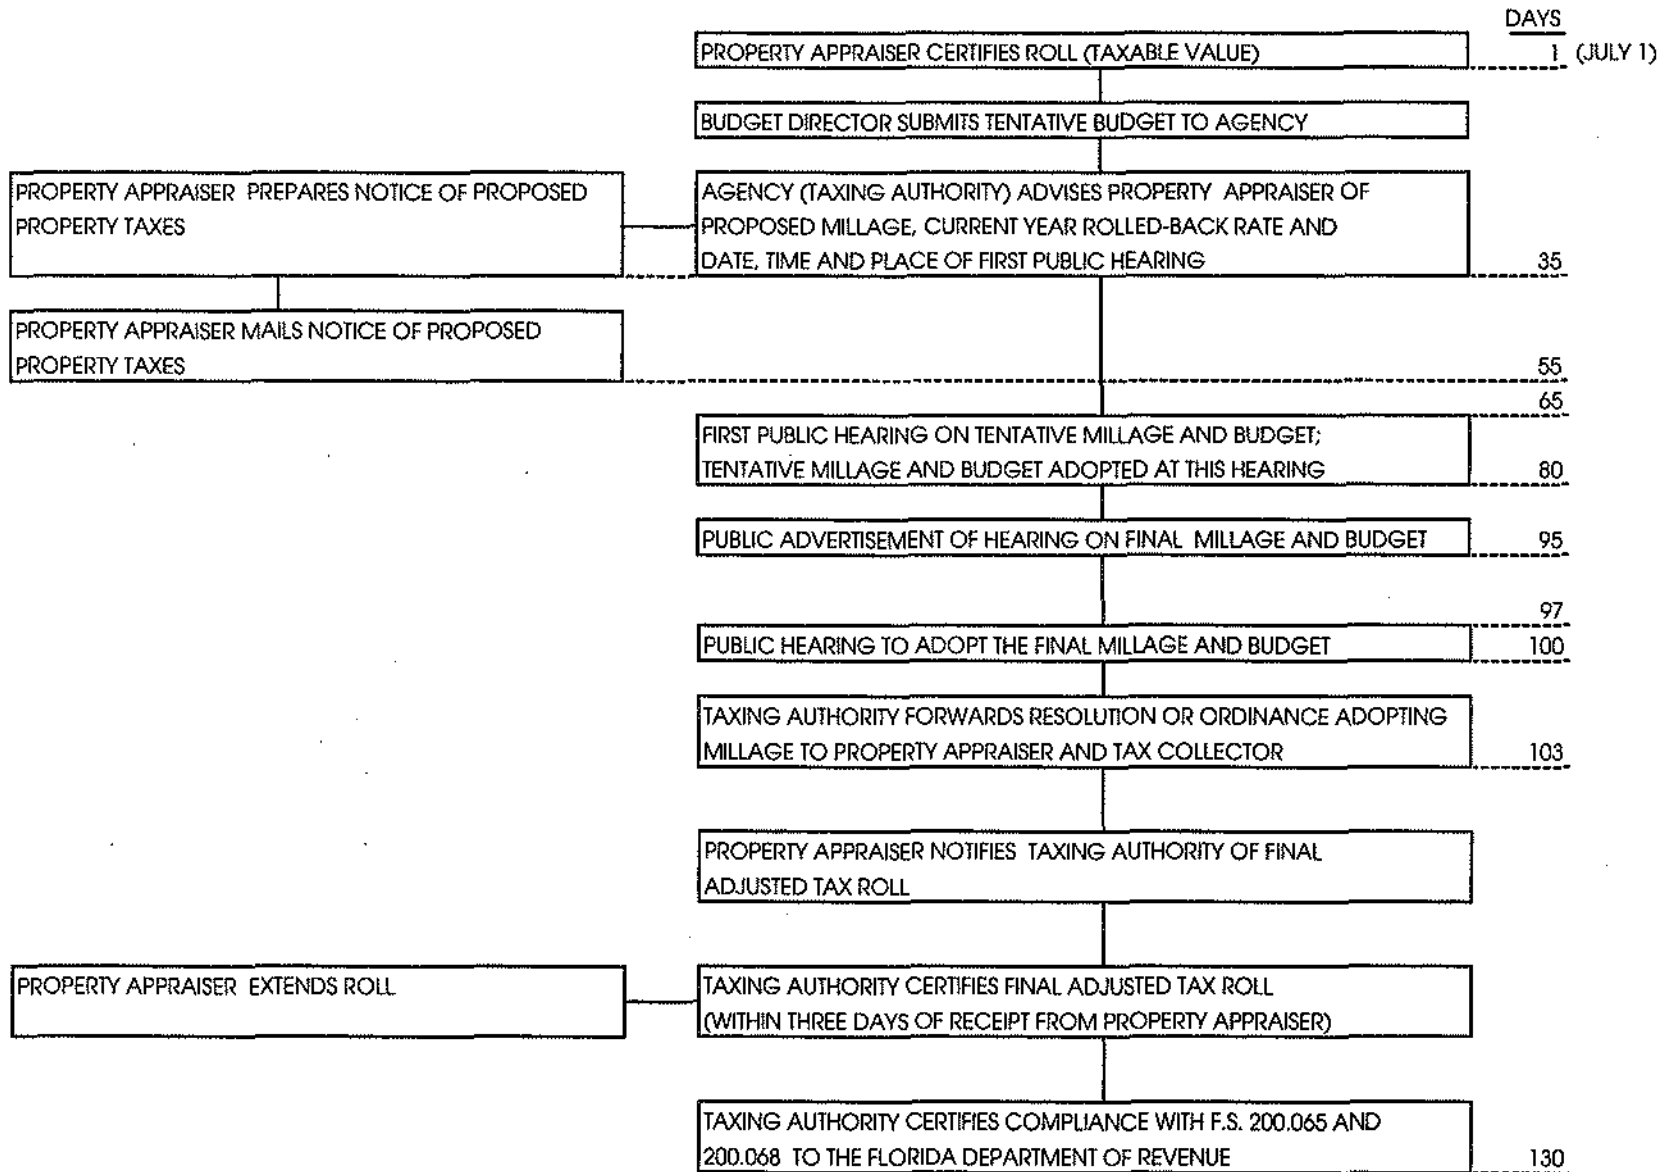 DAYS
PROPERTY APPRAISER CERTIFIES ROLL (TAXABLE VALUE) 1 (JULY 1)
BUDGET DIRECTOR SUBMITS TENTATIVE BUDGET TO AGENCY
PROPERTY APPRAISER PREPARES NOTICE OF PROPOSED
PROPERTY TAXES
AGENCY (TAXING AUTHORITY) ADVISES PROPERTY APPRAISER OF
PROPOSED MILLAGE, CURRENT YEAR ROLLED-BACK RATE AND
DATE, TIME AND PLACE OF FIRST PUBLIC HEARING 35
PROPERTY APPRAISER MAILS NOTICE OF PROPOSED
PROPERTY TAXES 55
65
FIRST PUBLIC HEARING ON TENTATIVE MILLAGE AND BUDGET;
TENTATIVE MILLAGE AND BUDGET ADOPTED AT THIS HEARING 80
PUBLIC ADVERTISEMENT OF HEARING ON FINAL MILLAGE AND BUDGET 95
97
PUBLIC HEARING TO ADOPT THE FINAL MILLAGE AND BUDGET 100
TAXING AUTHORITY FORWARDS RESOLUTION OR ORDINANCE ADOPTING
MILLAGE TO PROPERTY APPRAISER AND TAX COLLECTOR 103
PROPERTY APPRAISER NOTIFIES TAXING AUTHORITY OF FINAL
ADJUSTED TAX ROLL
PROPERTY APPRAISER EXTENDS ROLL
TAXING AUTHORITY CERTIFIES FINAL ADJUSTED TAX ROLL
(WITHIN THREE DAYS OF RECEIPT FROM PROPERTY APPRAISER)
TAXING AUTHORITY CERTIFIES COMPLIANCE WITH F.S. 200.065 AND
200.068 TO THE FLORIDA DEPARTMENT OF REVENUE 130